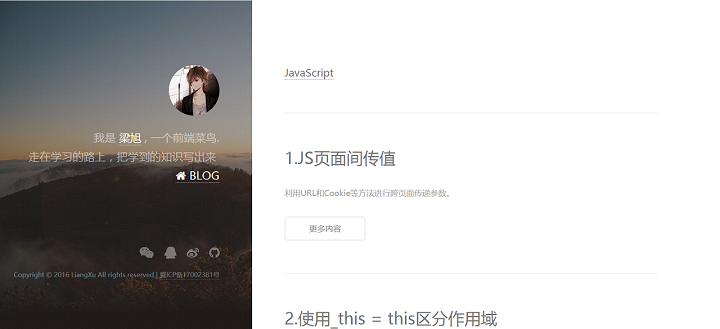 我是 梁旭，一个前端菜鸟.
走在学习的路上，把学到的知识写出来
BLOG
Copyright © 2016 LiangXu All rights reserved | 冀ICP备17002381号
JavaScript
1.JS页面间传值
利用URL和Cookie等方法进行跨页面传递参数。
更多内容
2.使用_this = this区分作用域